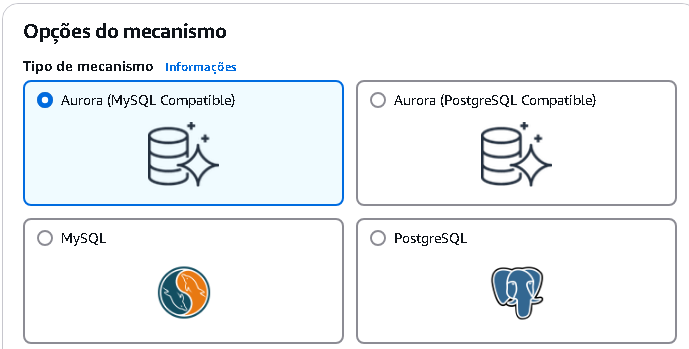 Opções do mecanismo
Tipo de mecanismo Informações
Aurora (MySQL Compatible)
Aurora (PostgreSQL Compatible)
MySQL
PostgreSQL